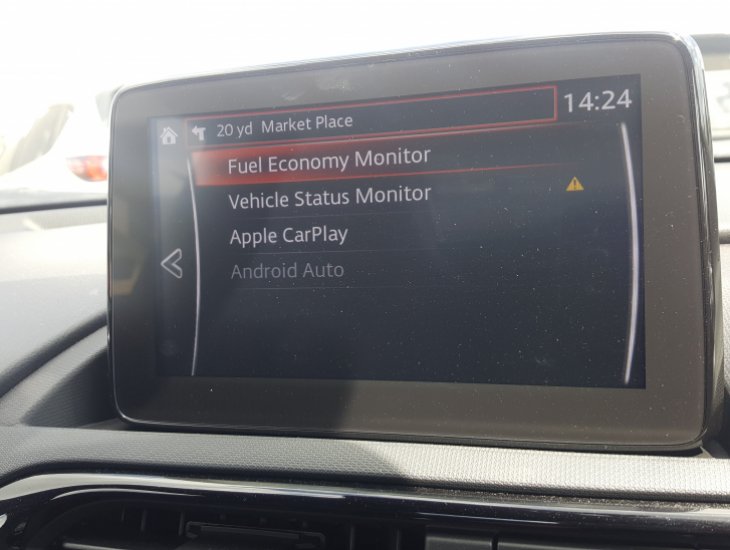 20 yd Market Place
14:24
Fuel Economy Monitor
Vehicle Status Monitor
Apple CarPlay
Android Auto